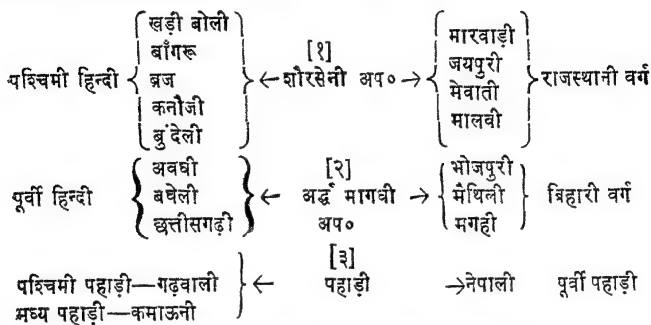 खड़ी बोली
बाँगरू [१] मारवाड़ी
पश्चिमी हिन्दी ब्रज ← शौरसेनी अप० → जयपुरी राजस्थानी वर्ग
कनौजी मेवाती
बुंदेली मालवी
अवधी [२] भोजपुरी
पूर्वी हिन्दी बघेली ← अर्द्ध मागधी → मैथिली बिहारी वर्ग
छत्तीसगढ़ी अप० मगही
[३]
पश्चिमी पहाड़ी—गढ़वाली ← पहाड़ी →नेपाली पूर्वी पहाड़ी
मध्य पहाड़ी—कमाऊनी